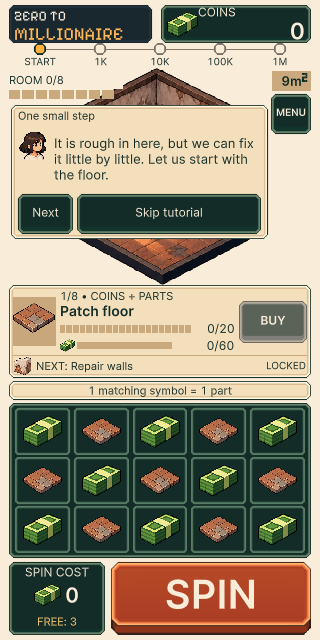 ZERO TO
MILLIONAIRE
COINS
0
START
1K
10K
100K
1M
ROOM 0/8
9m²
MENU
One small step
It is rough in here, but we can fix
it little by little. Let us start with
the floor.
Next
Skip tutorial
1/8 • COINS + PARTS
Patch floor
0/20
0/60
BUY
NEXT: Repair walls
LOCKED
1 matching symbol = 1 part
SPIN COST
0
FREE: 3
SPIN